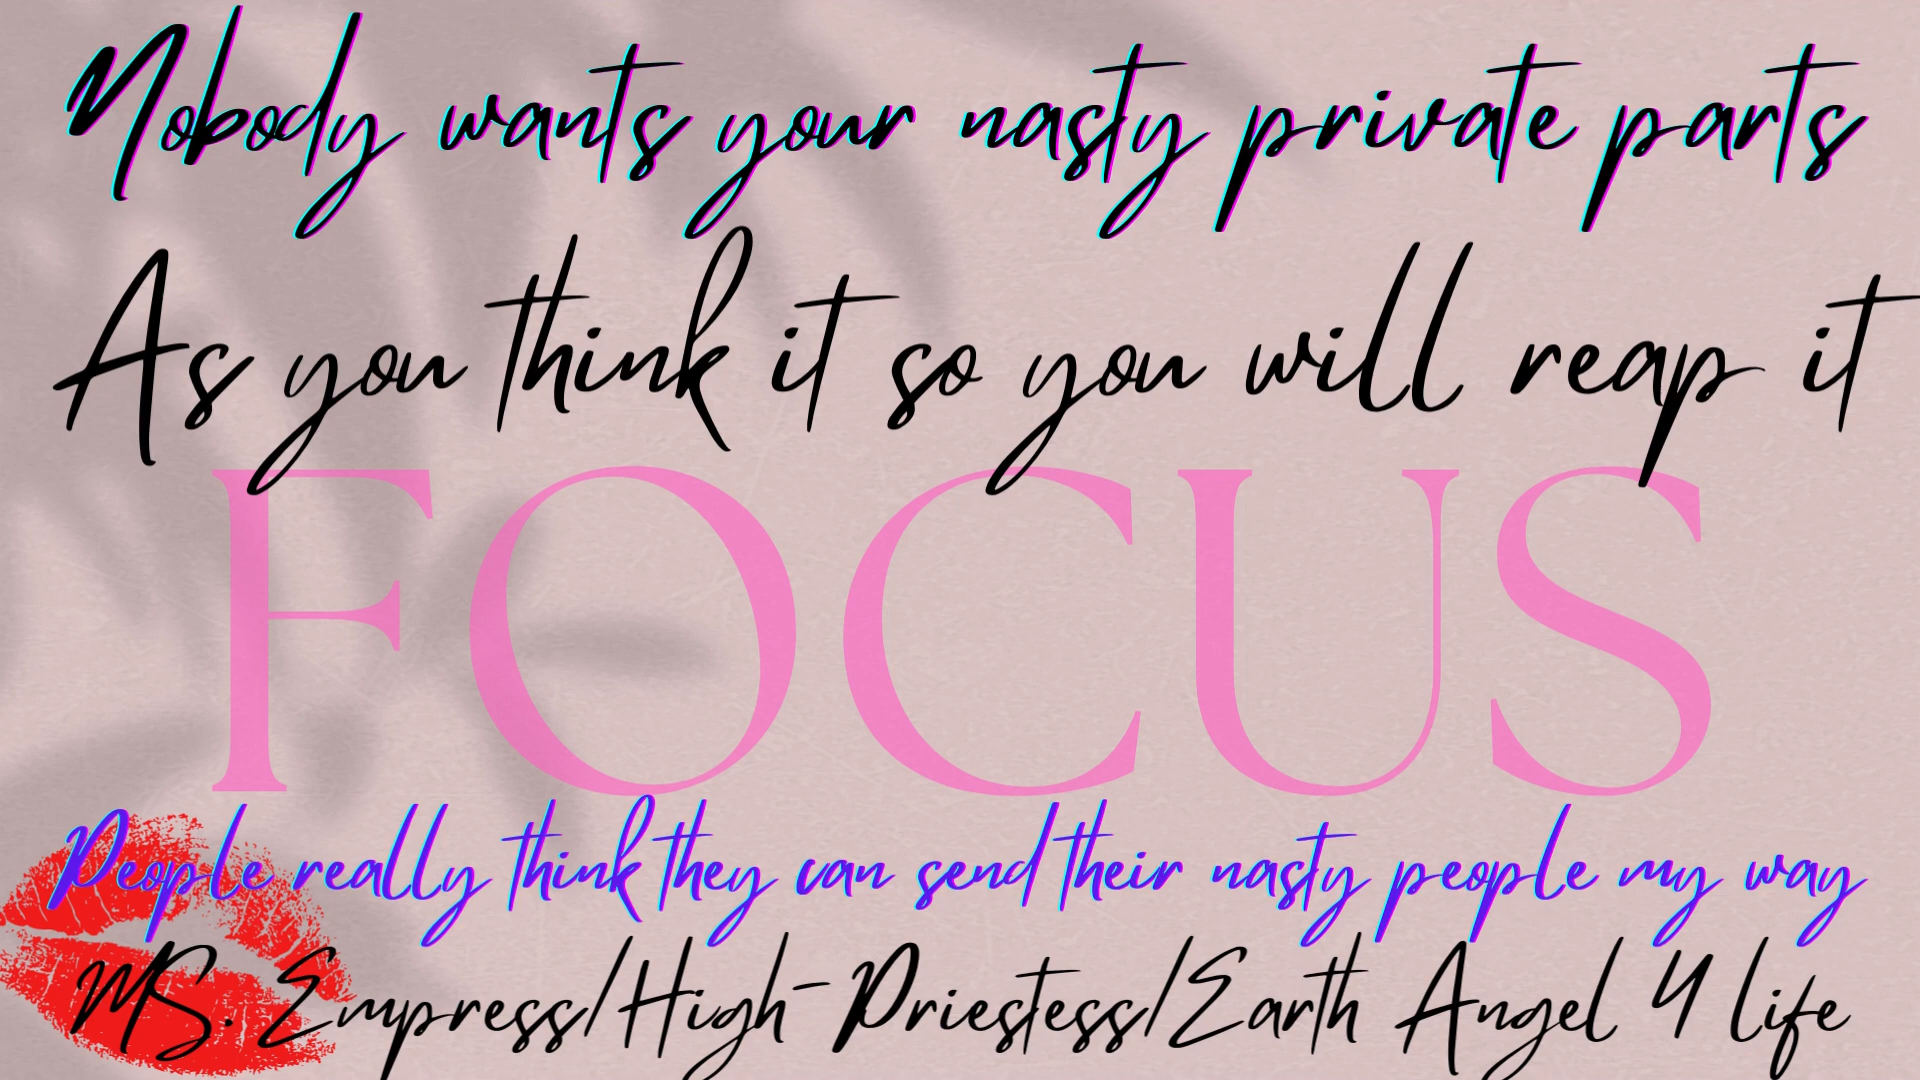 Nobody wants your nasty private parts
As you think it so you will reap it
FOCUS
People really think they can send their nasty people my way
MS. Empress/High-Priestess/Earth Angel 4 life